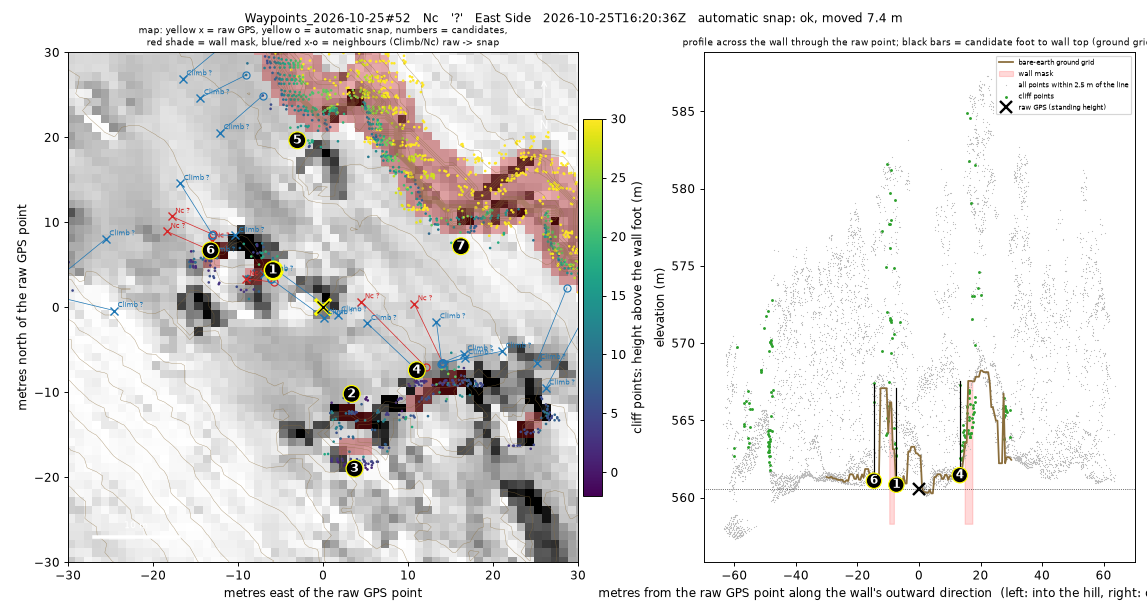 Waypoints_2026-10-25#52 Nc '?' East Side 2026-10-25T16:20:36Z automatic snap: ok, moved 7.4 m
map: yellow x = raw GPS, yellow o = automatic snap, numbers = candidates,
red shade = wall mask, blue/red x-o = neighbours (Climb/Nc) raw -> snap
profile across the wall through the raw point; black bars = candidate foot to wall top (ground gri
bare-earth ground grid
wall mask
all points within 2.5 m of the line
cliff points
raw GPS (standing height)
Climb ?
Climb ?
Climb ?
Climb ?
Nc ?
Nc ?
Climb ?
Climb ?
Nc ?
Nc ?
Climb ?
Climb ?
Climb ?
1
2
3
4
5
6
7
30
20
10
0
−10
−20
−30
−30
−20
−10
0
10
20
30
metres east of the raw GPS point
metres north of the raw GPS point
30
25
20
15
10
5
0
cliff points: height above the wall foot (m)
585
580
575
570
565
560
elevation (m)
6
1
4
−60
−40
−20
0
20
40
60
metres from the raw GPS point along the wall's outward direction (left: into the hill, right: